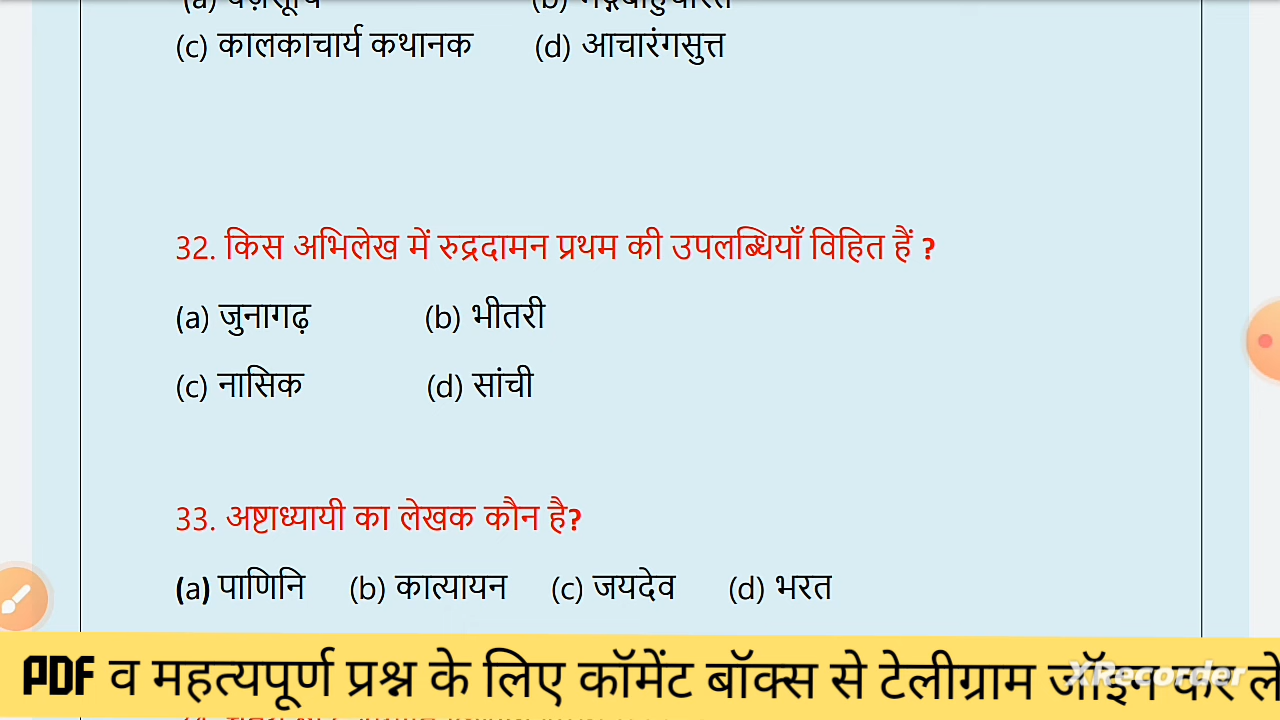 (c) कालकाचार्य कथानक (d) आचारंगसुत्त
32. किस अभिलेख में रुद्रदामन प्रथम की उपलब्धियाँ विहित हैं ?
(a) जुनागढ़ (b) भीतरी
(c) नासिक (d) सांची
33. अष्टाध्यायी का लेखक कौन है?
(a) पाणिनि (b) कात्यायन (c) जयदेव (d) भरत
PDF व महत्यपूर्ण प्रश्न के लिए कॉमेंट बॉक्स से टेलीग्राम जॉइन कर ले
XRecorder